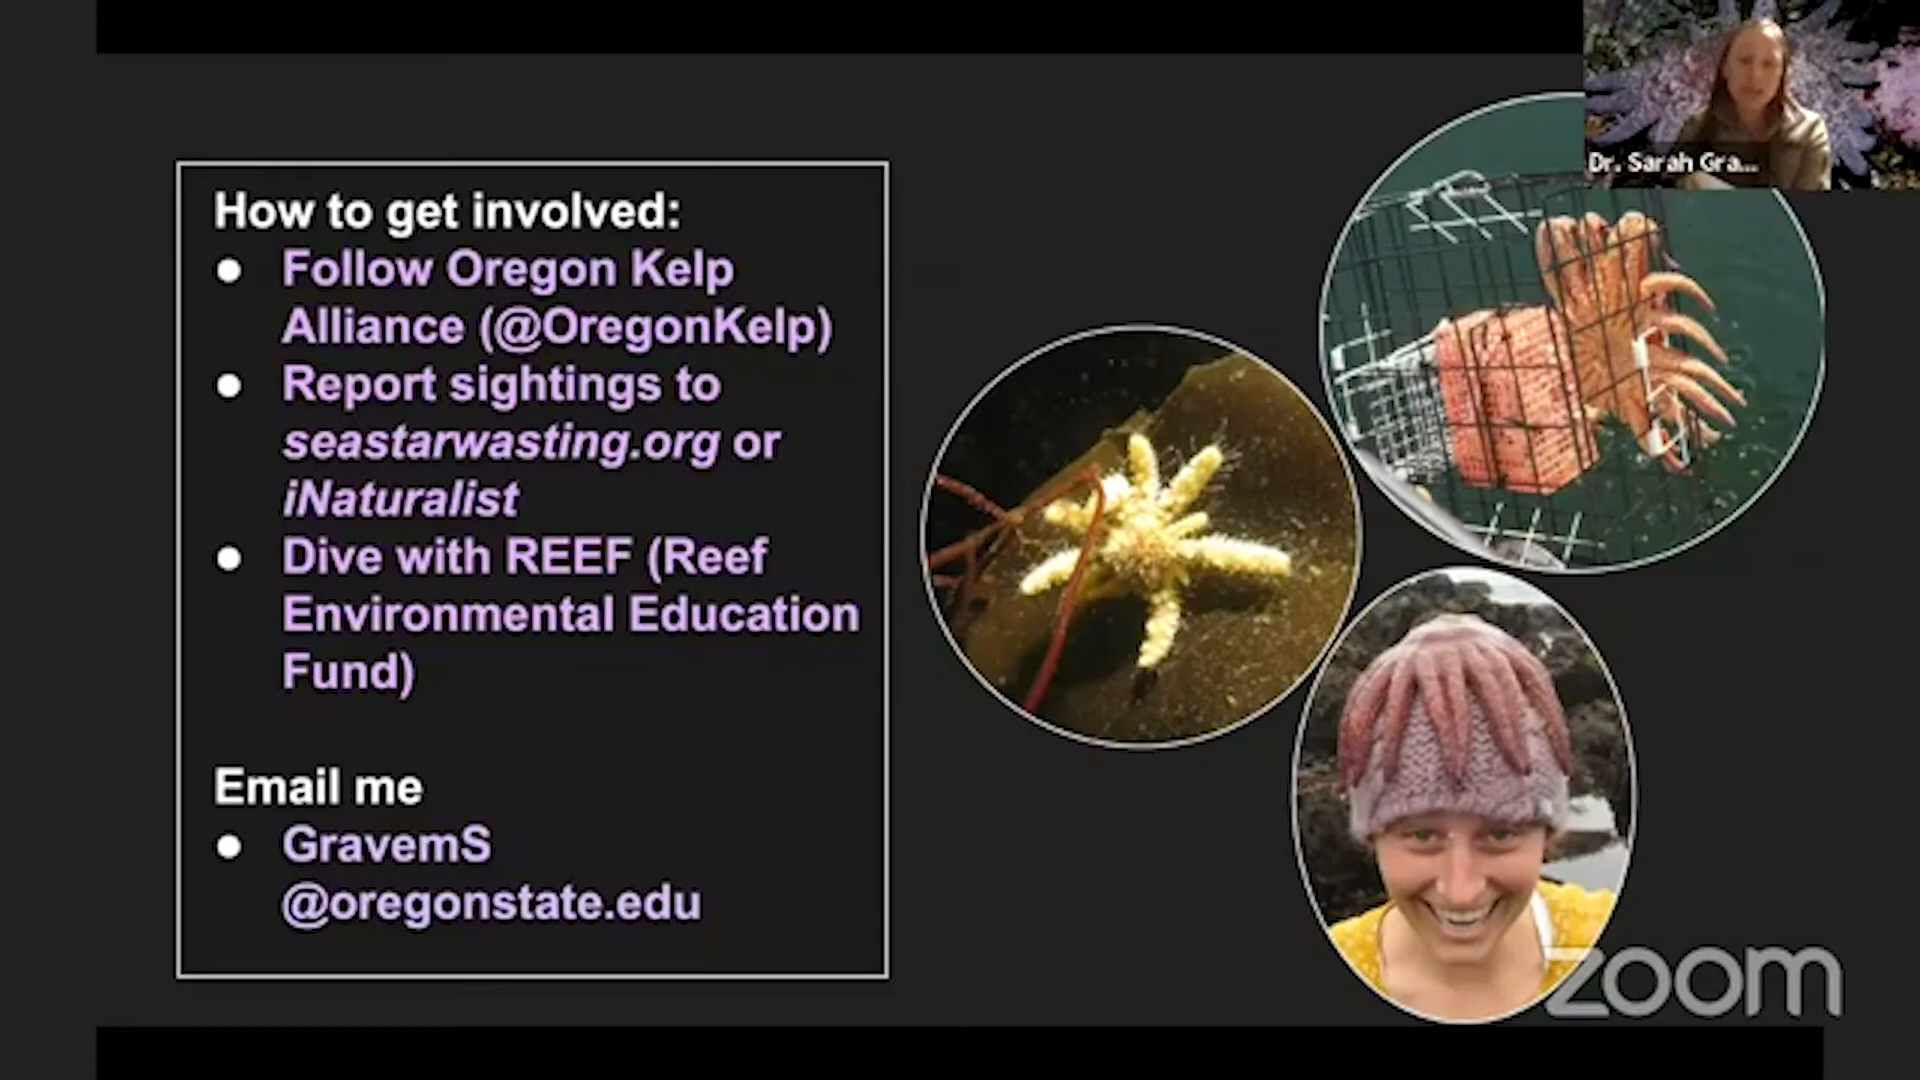 Dr. Sarah Gra...
How to get involved:
● Follow Oregon Kelp
Alliance (@OregonKelp)
● Report sightings to
seastarwasting.org or
iNaturalist
● Dive with REEF (Reef
Environmental Education
Fund)
Email me
● GravemS
@oregonstate.edu
zoom